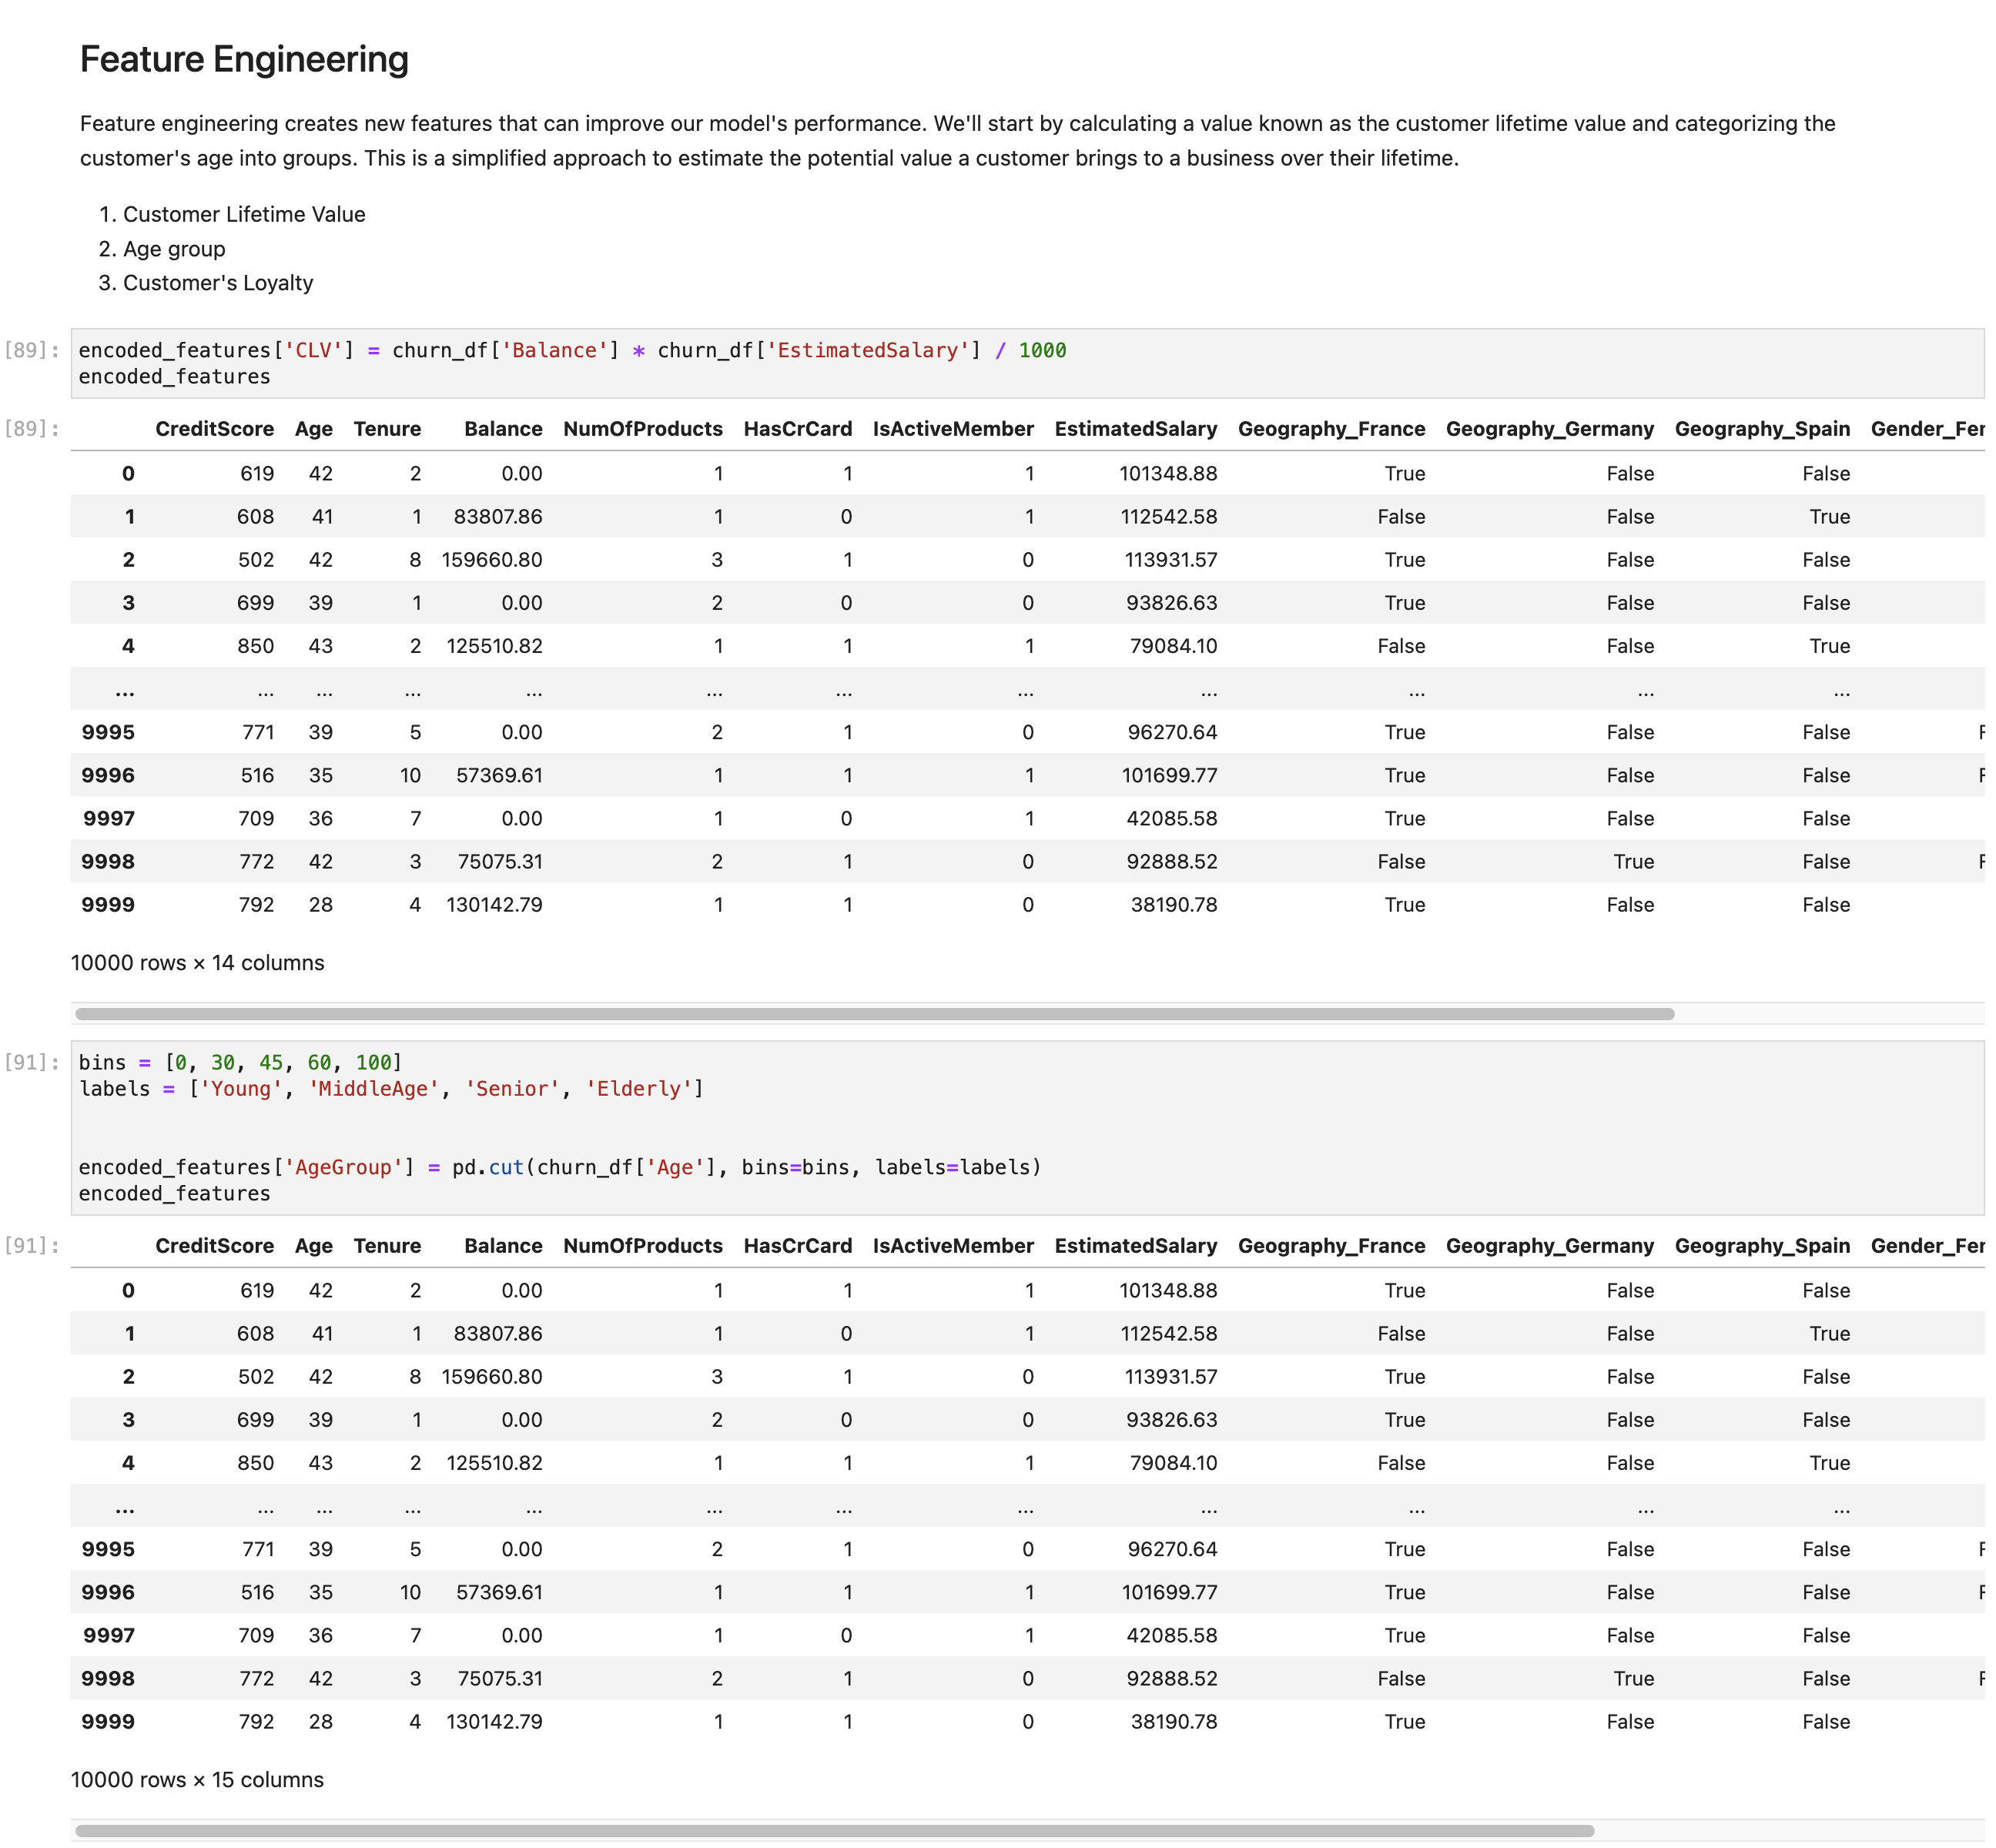 Feature Engineering
Feature engineering creates new features that can improve our model's performance. We'll start by calculating a value known as the customer lifetime value and categorizing the
customer's age into groups. This is a simplified approach to estimate the potential value a customer brings to a business over their lifetime.
1. Customer Lifetime Value
2. Age group
3. Customer's Loyalty
[89]: encoded_features['CLV'] = churn_df['Balance'] * churn_df['EstimatedSalary'] / 1000
encoded_features
[89]: CreditScore Age Tenure Balance NumOfProducts HasCrCard IsActiveMember EstimatedSalary Geography_France Geography_Germany Geography_Spain Gender_Fer
0 619 42 2 0.00 1 1 1 101348.88 True False False
1 608 41 1 83807.86 1 0 1 112542.58 False False True
2 502 42 8 159660.80 3 1 0 113931.57 True False False
3 699 39 1 0.00 2 0 0 93826.63 True False False
4 850 43 2 125510.82 1 1 1 79084.10 False False True
... ... ... ... ... ... ... ... ... ... ... ...
9995 771 39 5 0.00 2 1 0 96270.64 True False False F
9996 516 35 10 57369.61 1 1 1 101699.77 True False False F
9997 709 36 7 0.00 1 0 1 42085.58 True False False
9998 772 42 3 75075.31 2 1 0 92888.52 False True False F
9999 792 28 4 130142.79 1 1 0 38190.78 True False False
10000 rows × 14 columns
[91]: bins = [0, 30, 45, 60, 100]
labels = ['Young', 'MiddleAge', 'Senior', 'Elderly']
encoded_features['AgeGroup'] = pd.cut(churn_df['Age'], bins=bins, labels=labels)
encoded_features
[91]: CreditScore Age Tenure Balance NumOfProducts HasCrCard IsActiveMember EstimatedSalary Geography_France Geography_Germany Geography_Spain Gender_Fer
0 619 42 2 0.00 1 1 1 101348.88 True False False
1 608 41 1 83807.86 1 0 1 112542.58 False False True
2 502 42 8 159660.80 3 1 0 113931.57 True False False
3 699 39 1 0.00 2 0 0 93826.63 True False False
4 850 43 2 125510.82 1 1 1 79084.10 False False True
... ... ... ... ... ... ... ... ... ... ... ...
9995 771 39 5 0.00 2 1 0 96270.64 True False False F
9996 516 35 10 57369.61 1 1 1 101699.77 True False False F
9997 709 36 7 0.00 1 0 1 42085.58 True False False
9998 772 42 3 75075.31 2 1 0 92888.52 False True False F
9999 792 28 4 130142.79 1 1 0 38190.78 True False False
10000 rows × 15 columns